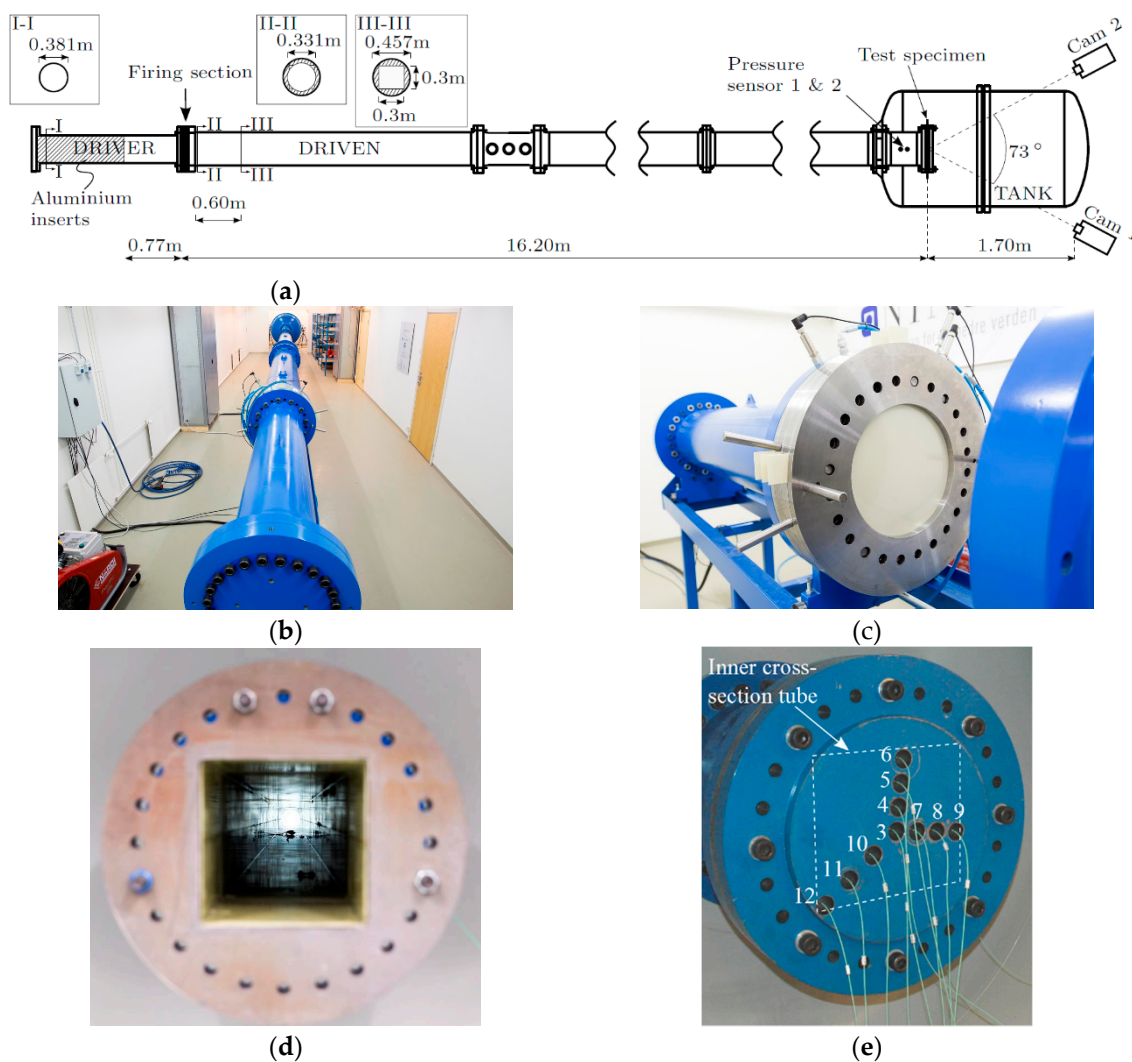 I-I
0.381m
II-II
0.331m
III-III
0.457m
0.3m
0.3m
Firing section
Pressure
sensor 1 & 2
Test specimen
Cam 2
I
II
III
DRIVER
DRIVEN
73°
TANK
I
II
III
Aluminium
inserts
0.60m
Cam
0.77m
16.20m
1.70m
(a)
dre verden
(b)
(c)
(d)
Inner cross-
section tube
6
5
4
7
8
9
3
10
11
12
(e)